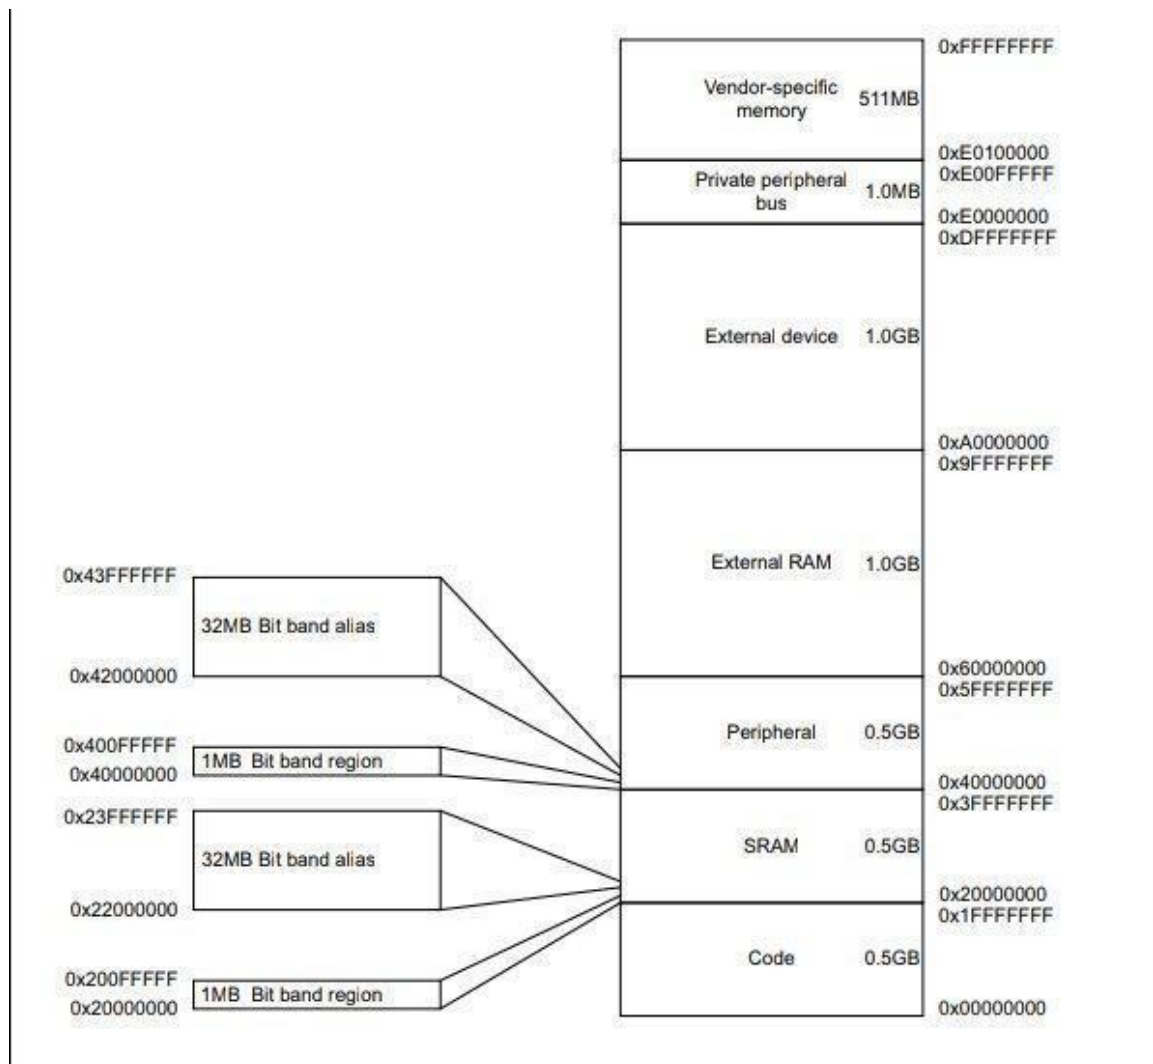 0xFFFFFFFF
Vendor-specific
memory
511MB
0xE0100000
0xE00FFFFF
Private peripheral
bus
1.0MB
0xE0000000
0xDFFFFFFF
External device
1.0GB
0xA0000000
0x9FFFFFFF
External RAM
1.0GB
0x60000000
0x5FFFFFFF
Peripheral
0.5GB
0x40000000
0x3FFFFFFF
SRAM
0.5GB
0x20000000
0x1FFFFFFF
Code
0.5GB
0x00000000
0x43FFFFFF
32MB Bit band alias
0x42000000
0x400FFFFF
1MB Bit band region
0x40000000
0x23FFFFFF
32MB Bit band alias
0x22000000
0x200FFFFF
1MB Bit band region
0x20000000